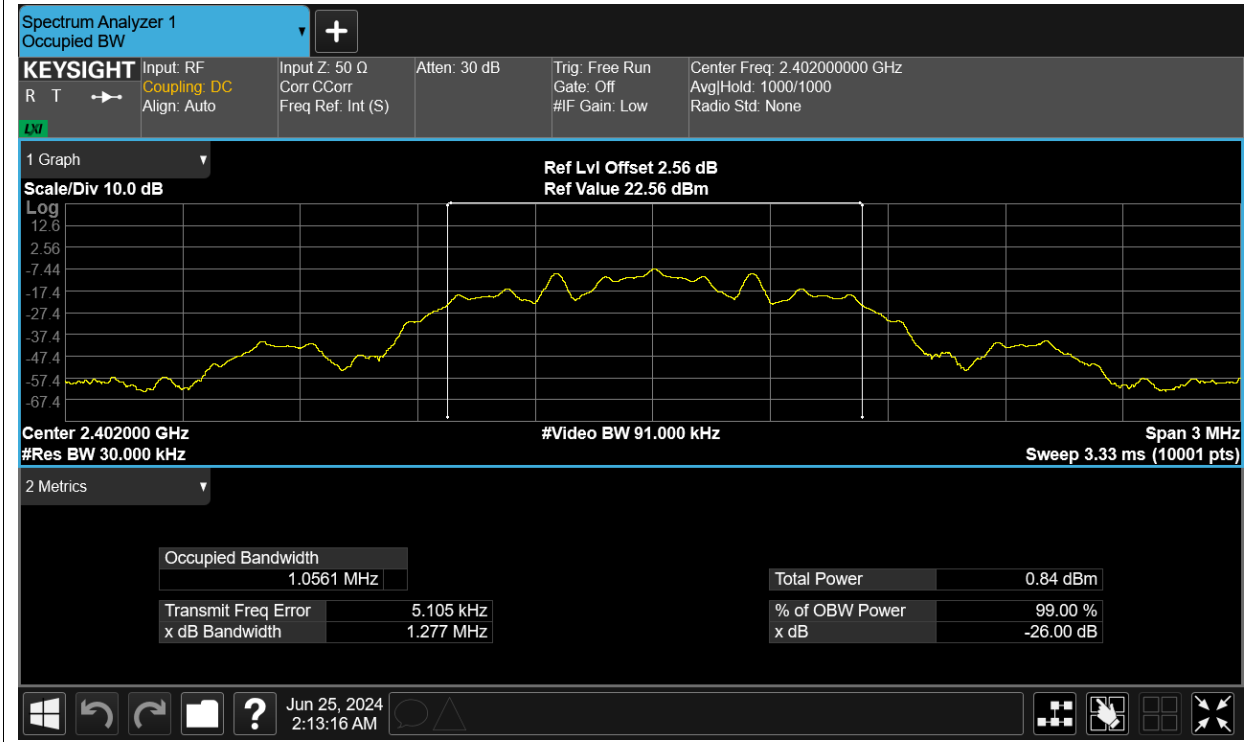 Spectrum Analyzer 1
Occupied BW
KEYSIGHT
R T
LXI
Input: RF
Coupling: DC
Align: Auto
Input Z: 50 Ω
Corr CCorr
Freq Ref: Int (S)
Atten: 30 dB
Trig: Free Run
Gate: Off
#IF Gain: Low
Center Freq: 2.402000000 GHz
Avg|Hold: 1000/1000
Radio Std: None
1 Graph
Scale/Div 10.0 dB
Ref Lvl Offset 2.56 dB
Ref Value 22.56 dBm
Log
12.6
2.56
-7.44
-17.4
-27.4
-37.4
-47.4
-57.4
-67.4
Center 2.402000 GHz
#Video BW 91.000 kHz
Span 3 MHz
#Res BW 30.000 kHz
Sweep 3.33 ms (10001 pts)
2 Metrics
Occupied Bandwidth
1.0561 MHz
Total Power 0.84 dBm
Transmit Freq Error 5.105 kHz
% of OBW Power 99.00 %
x dB Bandwidth 1.277 MHz
x dB -26.00 dB
?
Jun 25, 2024
2:13:16 AM